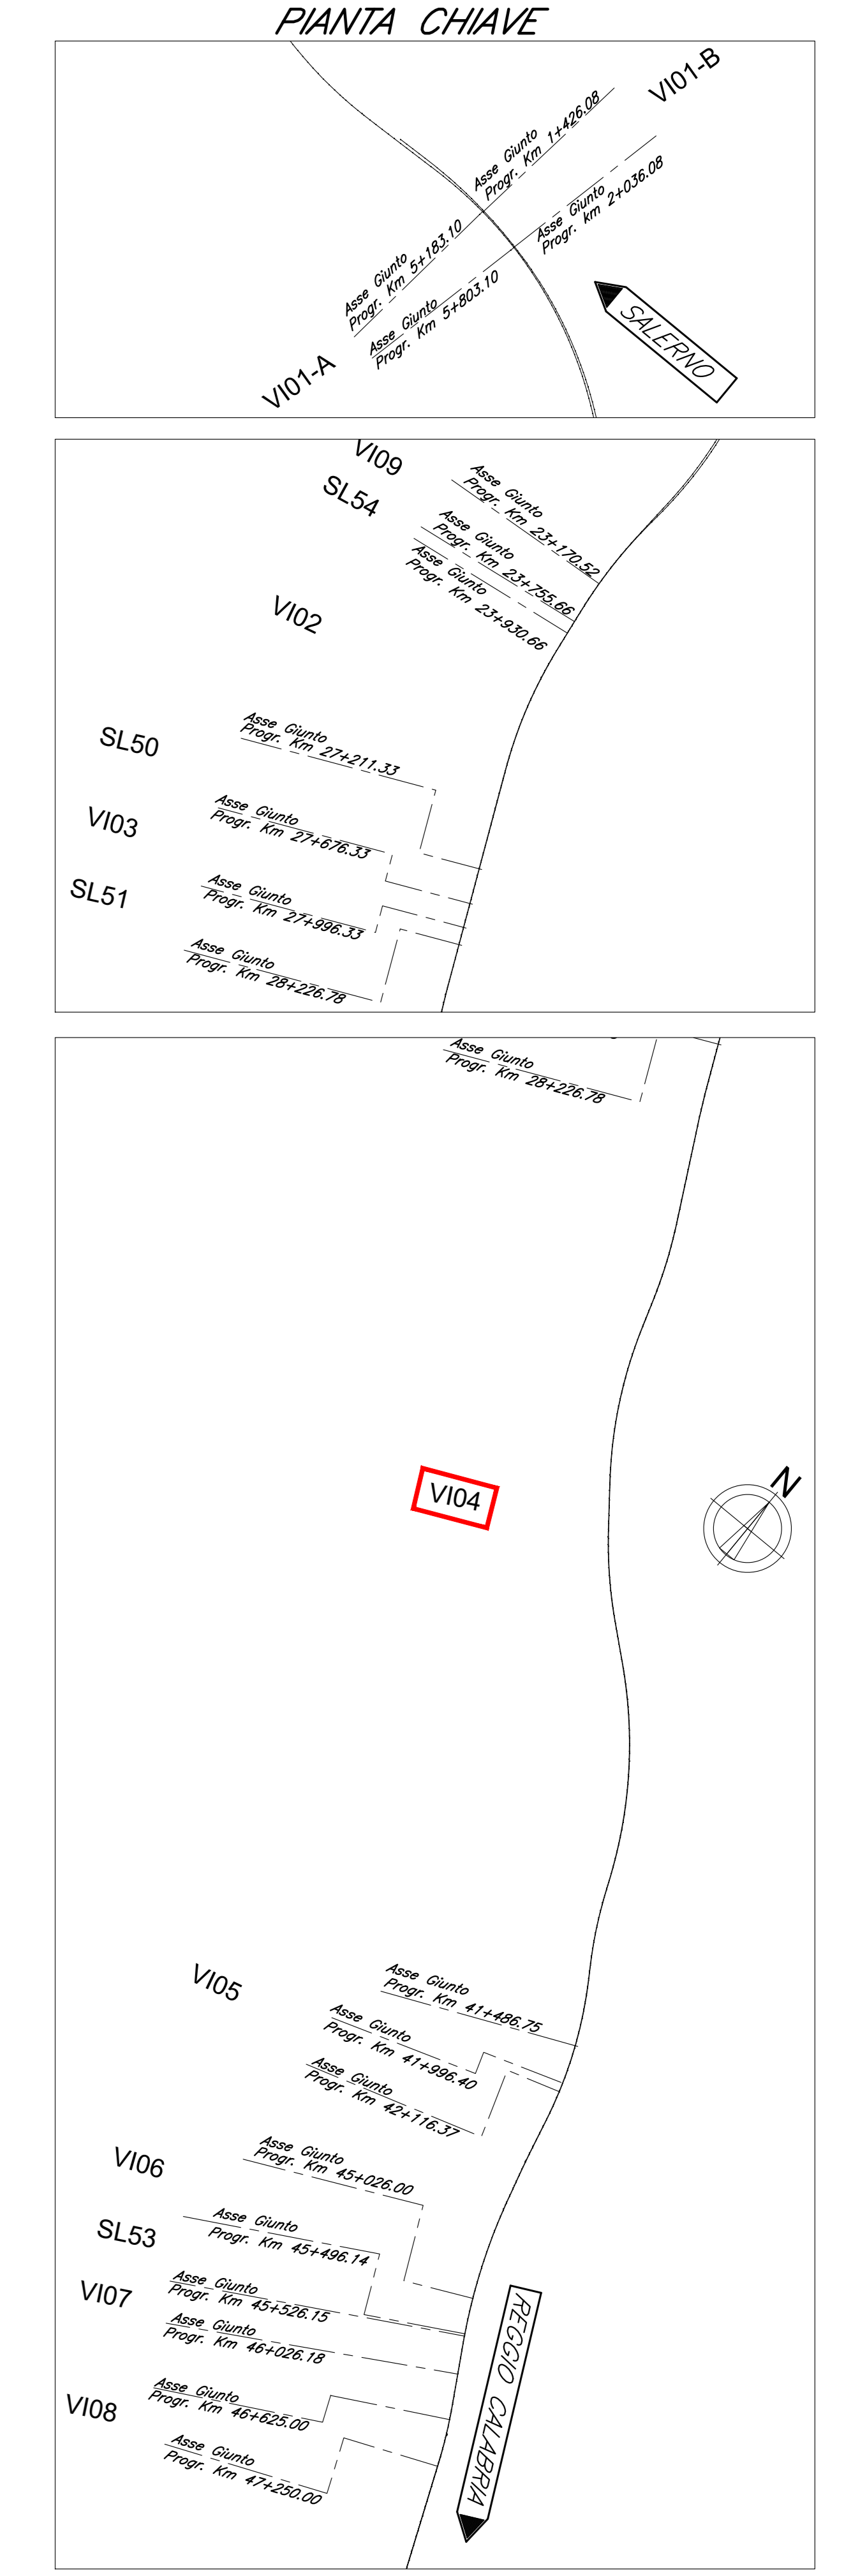 PIANTA CHIAVE
VI01-B
Asse Giunto
Progr. Km 1+426.08
Asse Giunto
Progr. km 2+036.08
Asse Giunto
Progr. Km 5+183.10
Asse Giunto
Progr. Km 5+803.10
VI01-A
SALERNO
VI09
SL54
Asse Giunto
Progr. Km 23+170.52
Asse Giunto
Progr. Km 23+755.66
Asse Giunto
Progr. Km 23+930.66
VI02
SL50
Asse Giunto
Progr. Km 27+211.33
VI03
Asse Giunto
Progr. Km 27+676.33
SL51
Asse Giunto
Progr. Km 27+996.33
Asse Giunto
Progr. Km 28+226.78
Asse Giunto
Progr. Km 28+226.78
VI04
N
VI05
Asse Giunto
Progr. Km 41+486.75
Asse Giunto
Progr. Km 41+996.40
Asse Giunto
Progr. Km 42+116.37
VI06
Asse Giunto
Progr. Km 45+026.00
SL53
Asse Giunto
Progr. Km 45+496.14
VI07
Asse Giunto
Progr. Km 45+526.15
Asse Giunto
Progr. Km 46+026.18
VI08
Asse Giunto
Progr. Km 46+625.00
Asse Giunto
Progr. Km 47+250.00
REGGIO CALABRIA